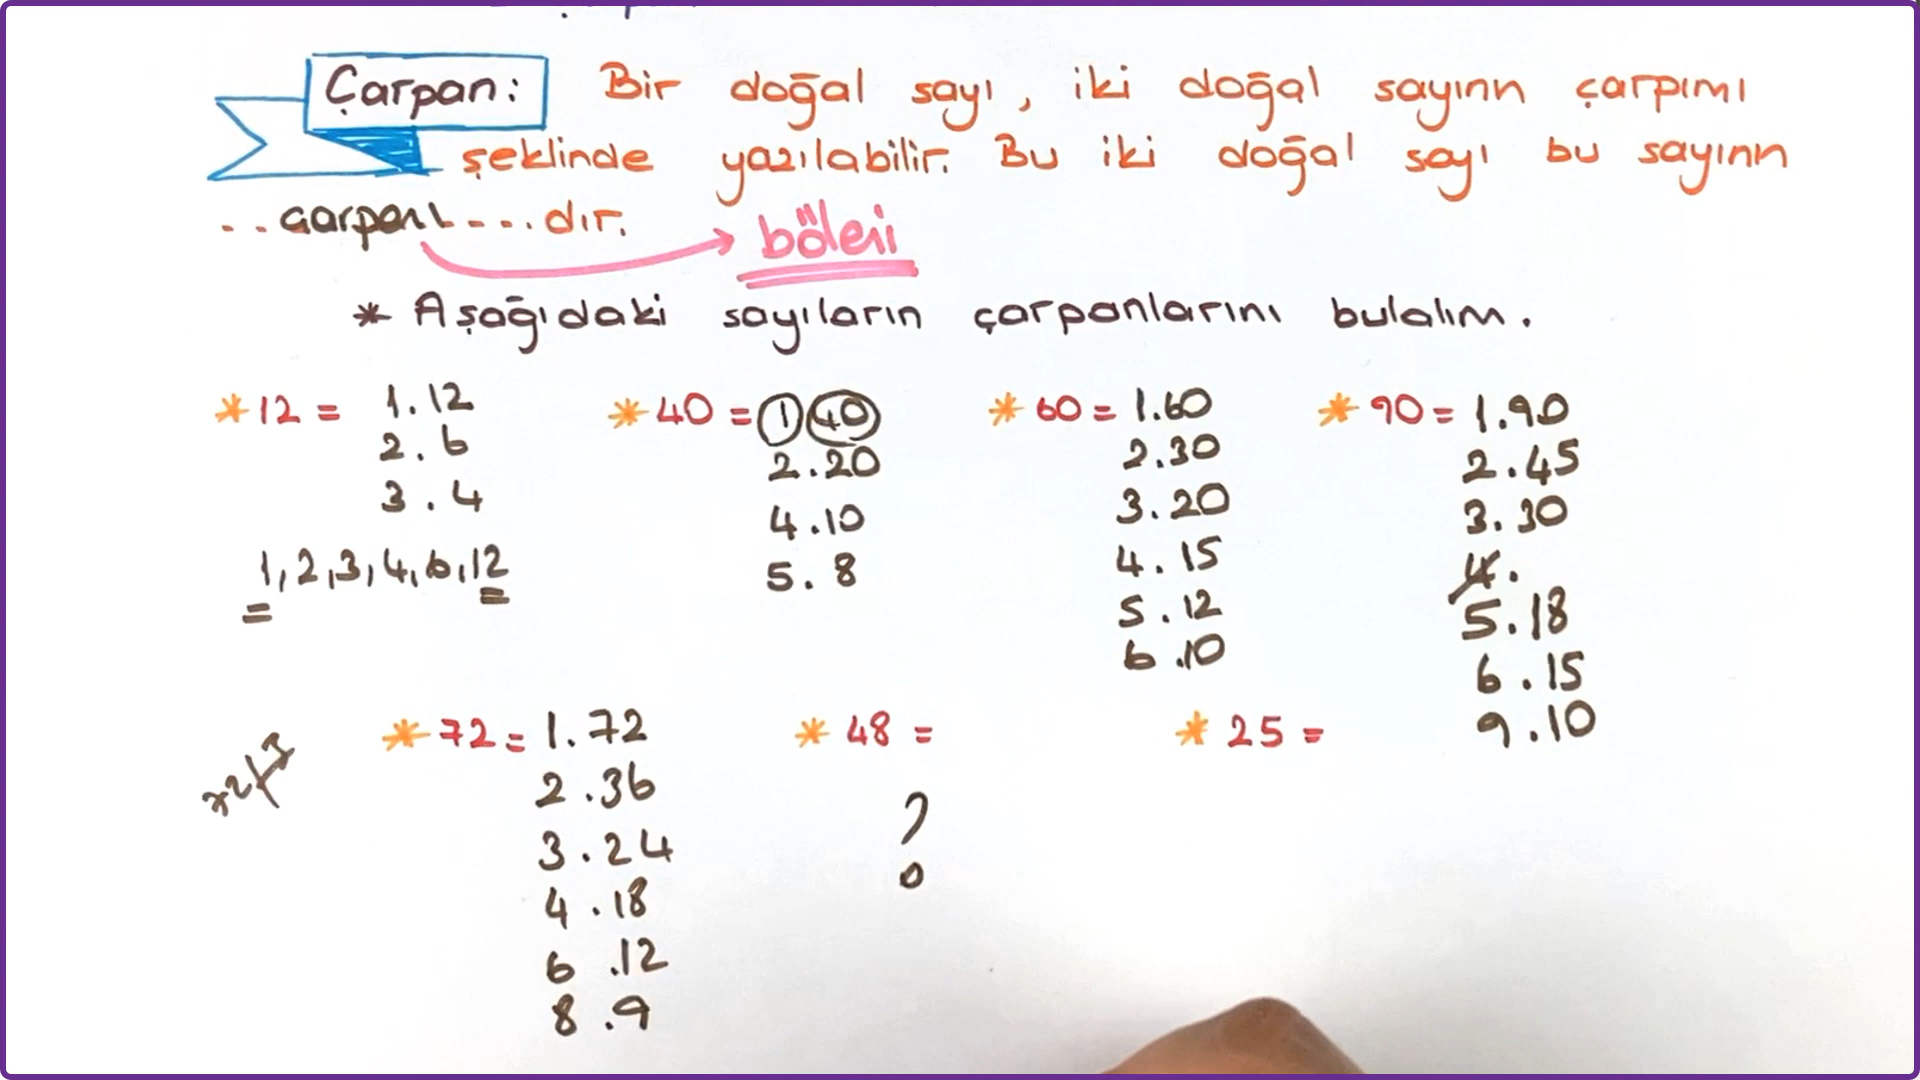 Çarpan: Bir doğal sayı, iki doğal sayının çarpımı
şeklinde yazılabilir. Bu iki doğal sayı bu sayının
..çarpanı....dır.
böleni
* Aşağıdaki sayıların çarpanlarını bulalım.
*12 = 1.12
2.6
3.4
1,2,3,4,6,12
*40 = 1 40
2.20
4.10
5.8
*60 = 1.60
2.30
3.20
4.15
5.12
6.10
*90 = 1.90
2.45
3.30
4.
5.18
6.15
9.10
*72 = 1.72
2.36
3.24
4.18
6.12
8.9
*48 =
?
*25 =